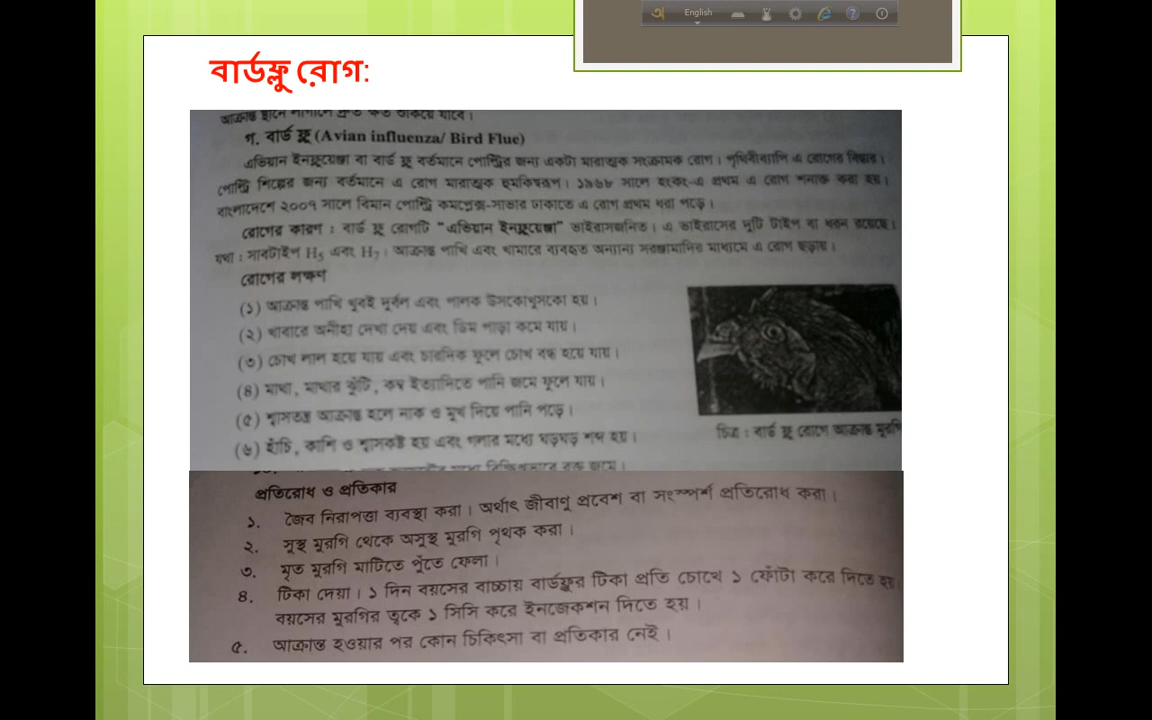 English
বার্ডফ্লু রোগ:
আক্রান্ত স্থানে লাগালে দ্রুত ক্ষত শুকিয়ে যাবে।
গ. বার্ড ফ্লু (Avian influenza/ Bird Flue)
এভিয়ান ইনফ্লুয়েঞ্জা বা বার্ড ফ্লু বর্তমানে পোল্ট্রির জন্য একটা মারাত্মক সংক্রামক রোগ। পৃথিবীব্যাপি এ রোগের বিস্তার।
পোল্ট্রি শিল্পের জন্য বর্তমানে এ রোগ মারাত্মক হুমকিস্বরূপ। ১৯৬৮ সালে হংকং-এ প্রথম এ রোগ শনাক্ত করা হয়।
বাংলাদেশে ২০০৭ সালে বিমান পোল্ট্রি কমপ্লেক্স-সাভার ঢাকাতে এ রোগ প্রথম ধরা পড়ে।
রোগের কারণ : বার্ড ফ্লু রোগটি “এভিয়ান ইনফ্লুয়েঞ্জা” ভাইরাসজনিত। এ ভাইরাসের দুটি টাইপ বা ধরন রয়েছে।
যথা : সাবটাইপ H5 এবং H7। আক্রান্ত পাখি এবং খামারে ব্যবহৃত অন্যান্য সরঞ্জামাদির মাধ্যমে এ রোগ ছড়ায়।
রোগের লক্ষণ
(১) আক্রান্ত পাখি খুবই দুর্বল এবং পালক উসকোখুসকো হয়।
(২) খাবারে অনীহা দেখা দেয় এবং ডিম পাড়া কমে যায়।
(৩) চোখ লাল হয়ে যায় এবং চারদিক ফুলে চোখ বন্ধ হয়ে যায়।
(৪) মাথা, মাথার ঝুঁটি, কম্ব ইত্যাদিতে পানি জমে ফুলে যায়।
(৫) শ্বাসতন্ত্র আক্রান্ত হলে নাক ও মুখ দিয়ে পানি পড়ে।
(৬) হাঁচি, কাশি ও শ্বাসকষ্ট হয় এবং গলার মধ্যে ঘড়ঘড় শব্দ হয়।
চিত্র : বার্ড ফ্লু রোগে আক্রান্ত মুরগি
প্রতিরোধ ও প্রতিকার
১. জৈব নিরাপত্তা ব্যবস্থা করা। অর্থাৎ জীবাণু প্রবেশ বা সংস্পর্শ প্রতিরোধ করা।
২. সুস্থ মুরগি থেকে অসুস্থ মুরগি পৃথক করা।
৩. মৃত মুরগি মাটিতে পুঁতে ফেলা।
৪. টিকা দেয়া। ১ দিন বয়সের বাচ্চায় বার্ডফ্লুর টিকা প্রতি চোখে ১ ফোঁটা করে দিতে হয়
বয়সের মুরগির ত্বকে ১ সিসি করে ইনজেকশন দিতে হয়।
৫. আক্রান্ত হওয়ার পর কোন চিকিৎসা বা প্রতিকার নেই।